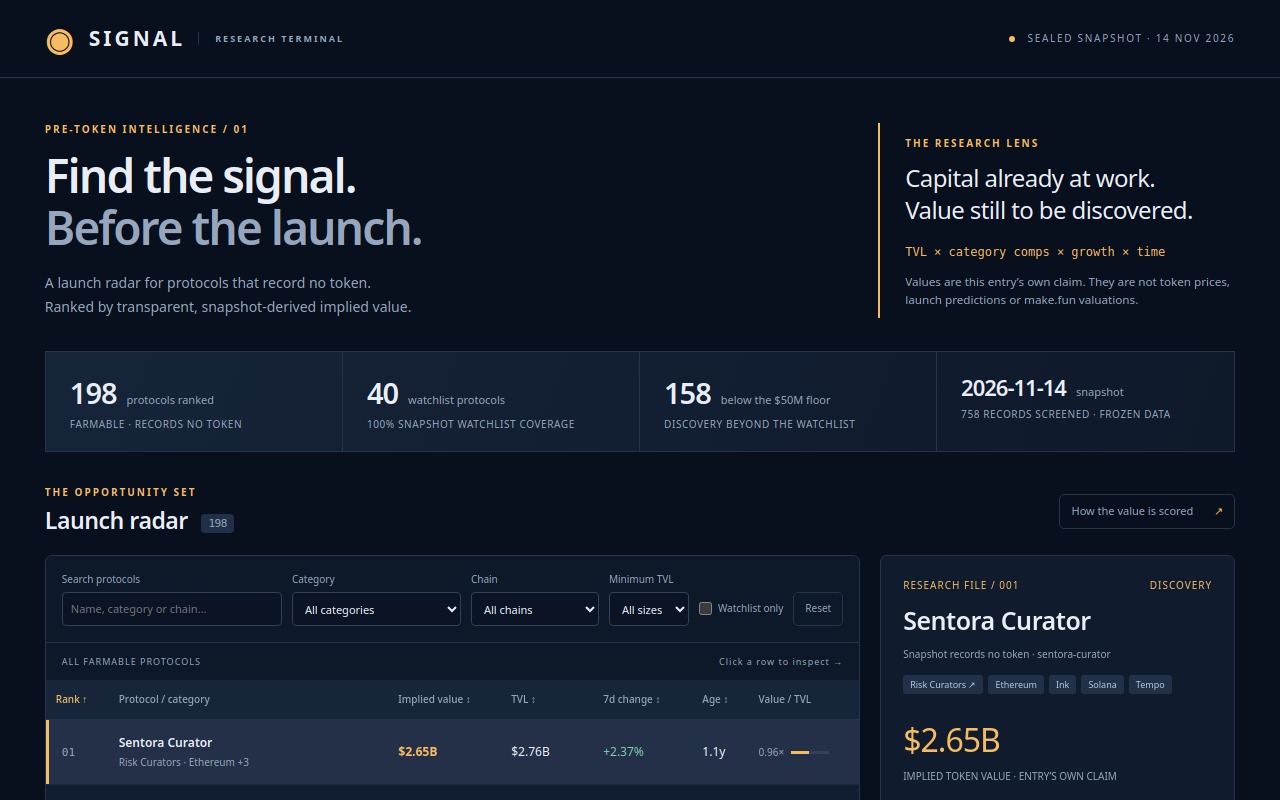 SIGNAL
RESEARCH TERMINAL
SEALED SNAPSHOT · 14 NOV 2026
PRE-TOKEN INTELLIGENCE / 01
Find the signal.
Before the launch.
A launch radar for protocols that record no token.
Ranked by transparent, snapshot-derived implied value.
THE RESEARCH LENS
Capital already at work.
Value still to be discovered.
TVL × category comps × growth × time
Values are this entry’s own claim. They are not token prices,
launch predictions or make.fun valuations.
198 protocols ranked
FARMABLE · RECORDS NO TOKEN
40 watchlist protocols
100% SNAPSHOT WATCHLIST COVERAGE
158 below the $50M floor
DISCOVERY BEYOND THE WATCHLIST
2026-11-14 snapshot
758 RECORDS SCREENED · FROZEN DATA
THE OPPORTUNITY SET
Launch radar 198
How the value is scored ↗
Search protocols
Name, category or chain...
Category
All categories
Chain
All chains
Minimum TVL
All sizes
Watchlist only
Reset
ALL FARMABLE PROTOCOLS
Click a row to inspect →
Rank ↑ Protocol / category Implied value ↕ TVL ↕ 7d change ↕ Age ↕ Value / TVL
01 Sentora Curator $2.65B $2.76B +2.37% 1.1y 0.96×
Risk Curators · Ethereum +3
RESEARCH FILE / 001
DISCOVERY
Sentora Curator
Snapshot records no token · sentora-curator
Risk Curators ↗ Ethereum Ink Solana Tempo
$2.65B
IMPLIED TOKEN VALUE · ENTRY’S OWN CLAIM